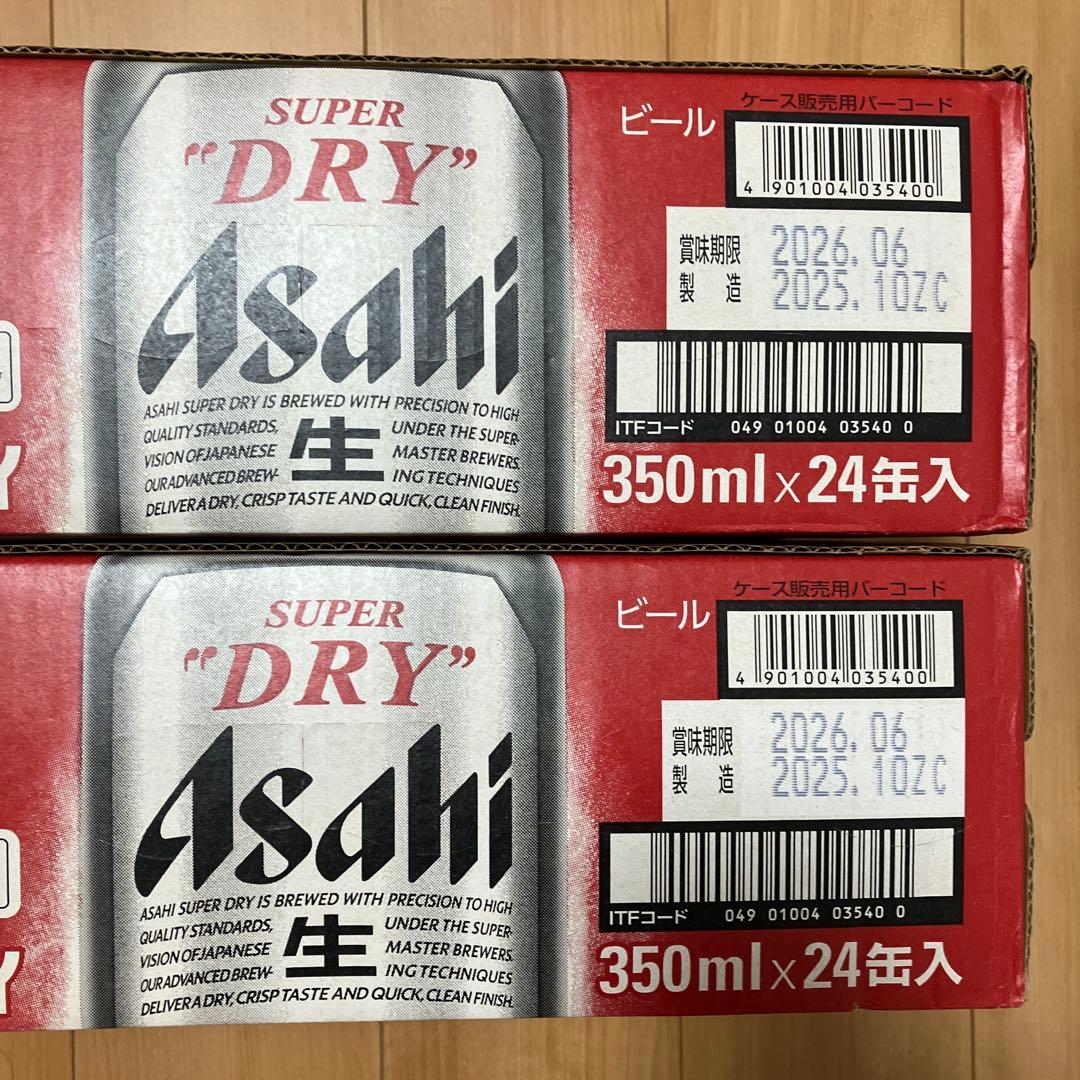 SUPER
"DRY"
Asahi
ASAHI SUPER DRY IS BREWED WITH PRECISION TO HIGH
QUALITY STANDARDS, UNDER THE SUPER-
VISION OF JAPANESE MASTER BREWERS.
OUR ADVANCED BREW- ING TECHNIQUES
DELIVER A DRY, CRISP TASTE AND QUICK, CLEAN FINISH.
生
ビール
ケース販売用バーコード
4 901004 035400
賞味期限 2026.06
製造 2025.10ZC
ITFコード 049 01004 03540 0
350ml×24缶入
Y
SUPER
"DRY"
Asahi
ASAHI SUPER DRY IS BREWED WITH PRECISION TO HIGH
QUALITY STANDARDS, UNDER THE SUPER-
VISION OF JAPANESE MASTER BREWERS.
OUR ADVANCED BREW- ING TECHNIQUES
DELIVER A DRY, CRISP TASTE AND QUICK, CLEAN FINISH.
生
ビール
ケース販売用バーコード
4 901004 035400
賞味期限 2026.06
製造 2025.10ZC
ITFコード 049 01004 03540 0
350ml×24缶入
Y